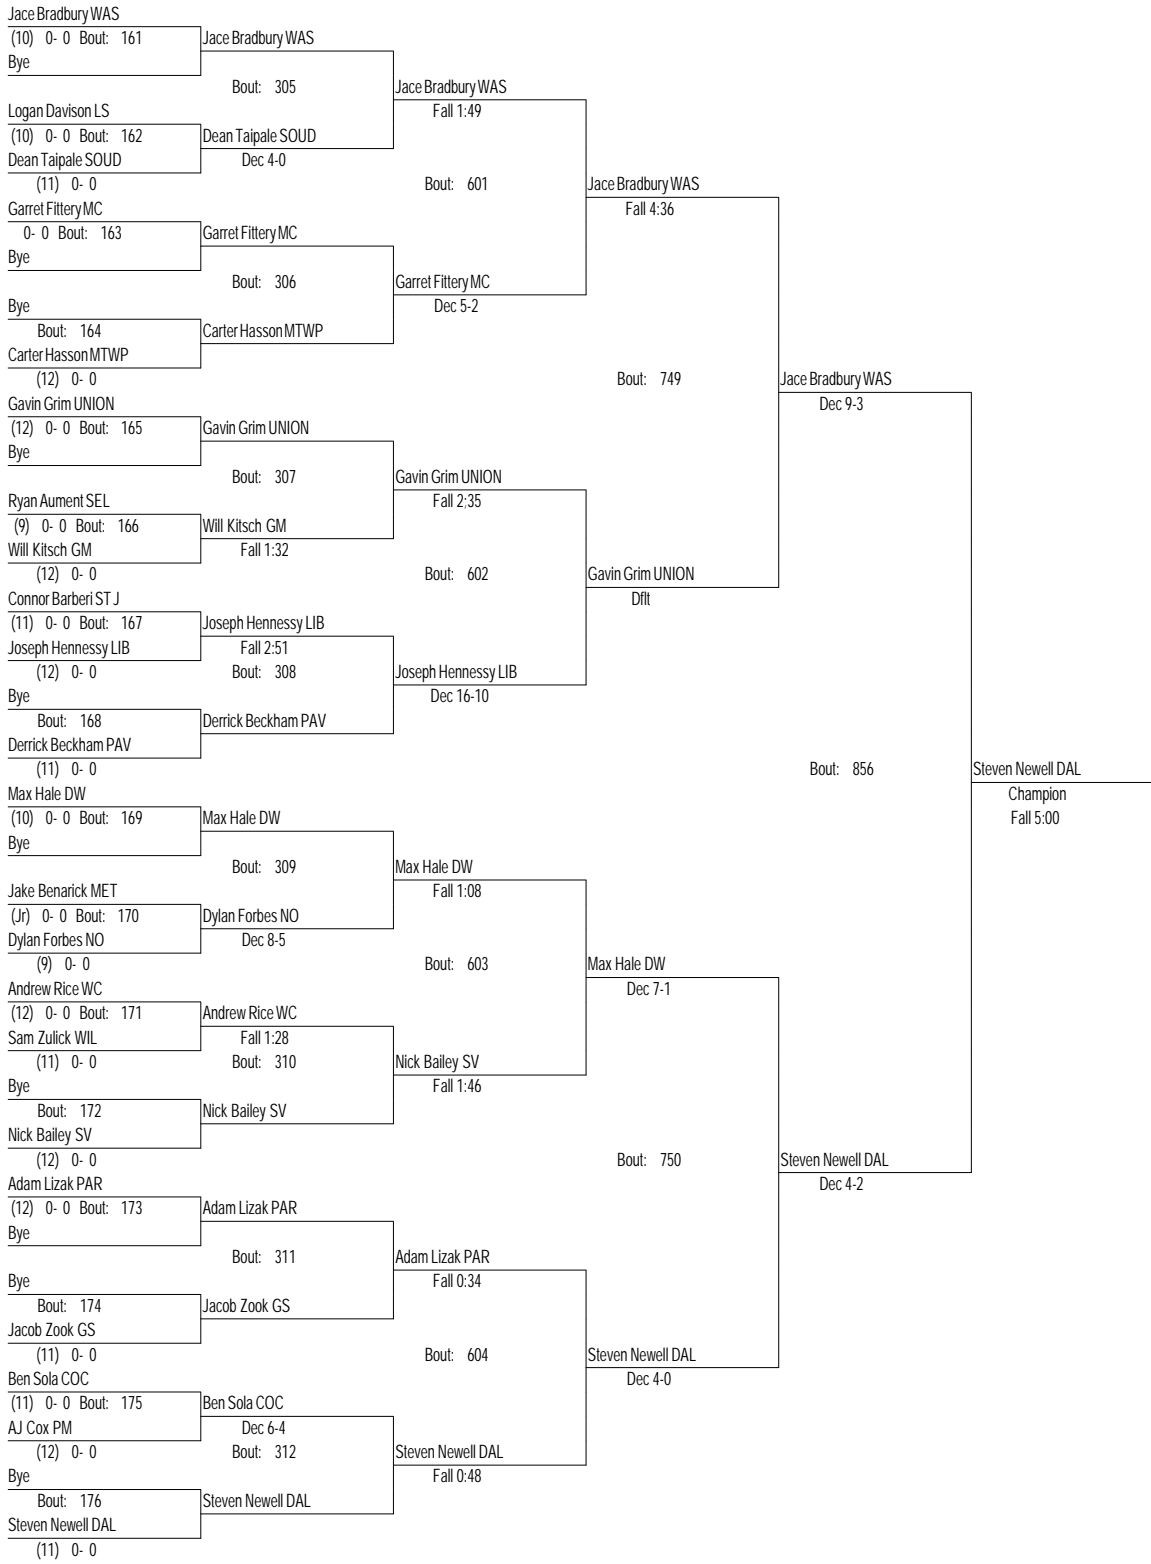 Jace Bradbury WAS
(10) 0- 0 Bout: 161
Jace Bradbury WAS
Bye
Bout: 305
Jace Bradbury WAS
Logan Davison LS
Fall 1:49
(10) 0- 0 Bout: 162
Dean Taipale SOUD
Dean Taipale SOUD
Dec 4-0
(11) 0- 0
Bout: 601
Jace Bradbury WAS
Garret Fittery MC
Fall 4:36
0- 0 Bout: 163
Garret Fittery MC
Bye
Bout: 306
Garret Fittery MC
Bye
Dec 5-2
Bout: 164
Carter Hasson MTWP
Carter Hasson MTWP
(12) 0- 0
Bout: 749
Jace Bradbury WAS
Gavin Grim UNION
Dec 9-3
(12) 0- 0 Bout: 165
Gavin Grim UNION
Bye
Bout: 307
Gavin Grim UNION
Ryan Aument SEL
Fall 2;35
(9) 0- 0 Bout: 166
Will Kitsch GM
Will Kitsch GM
Fall 1:32
(12) 0- 0
Bout: 602
Gavin Grim UNION
Connor Barberi ST J
Dflt
(11) 0- 0 Bout: 167
Joseph Hennessy LIB
Joseph Hennessy LIB
Fall 2:51
(12) 0- 0
Bout: 308
Joseph Hennessy LIB
Bye
Dec 16-10
Bout: 168
Derrick Beckham PAV
Derrick Beckham PAV
(11) 0- 0
Bout: 856
Steven Newell DAL
Max Hale DW
Champion
(10) 0- 0 Bout: 169
Max Hale DW
Fall 5:00
Bye
Bout: 309
Max Hale DW
Jake Benarick MET
Fall 1:08
(Jr) 0- 0 Bout: 170
Dylan Forbes NO
Dylan Forbes NO
Dec 8-5
(9) 0- 0
Bout: 603
Max Hale DW
Andrew Rice WC
Dec 7-1
(12) 0- 0 Bout: 171
Andrew Rice WC
Sam Zulick WIL
Fall 1:28
(11) 0- 0
Bout: 310
Nick Bailey SV
Bye
Fall 1:46
Bout: 172
Nick Bailey SV
Nick Bailey SV
(12) 0- 0
Bout: 750
Steven Newell DAL
Adam Lizak PAR
Dec 4-2
(12) 0- 0 Bout: 173
Adam Lizak PAR
Bye
Bout: 311
Adam Lizak PAR
Bye
Fall 0:34
Bout: 174
Jacob Zook GS
Jacob Zook GS
(11) 0- 0
Bout: 604
Steven Newell DAL
Ben Sola COC
Dec 4-0
(11) 0- 0 Bout: 175
Ben Sola COC
AJ Cox PM
Dec 6-4
(12) 0- 0
Bout: 312
Steven Newell DAL
Bye
Fall 0:48
Bout: 176
Steven Newell DAL
Steven Newell DAL
(11) 0- 0